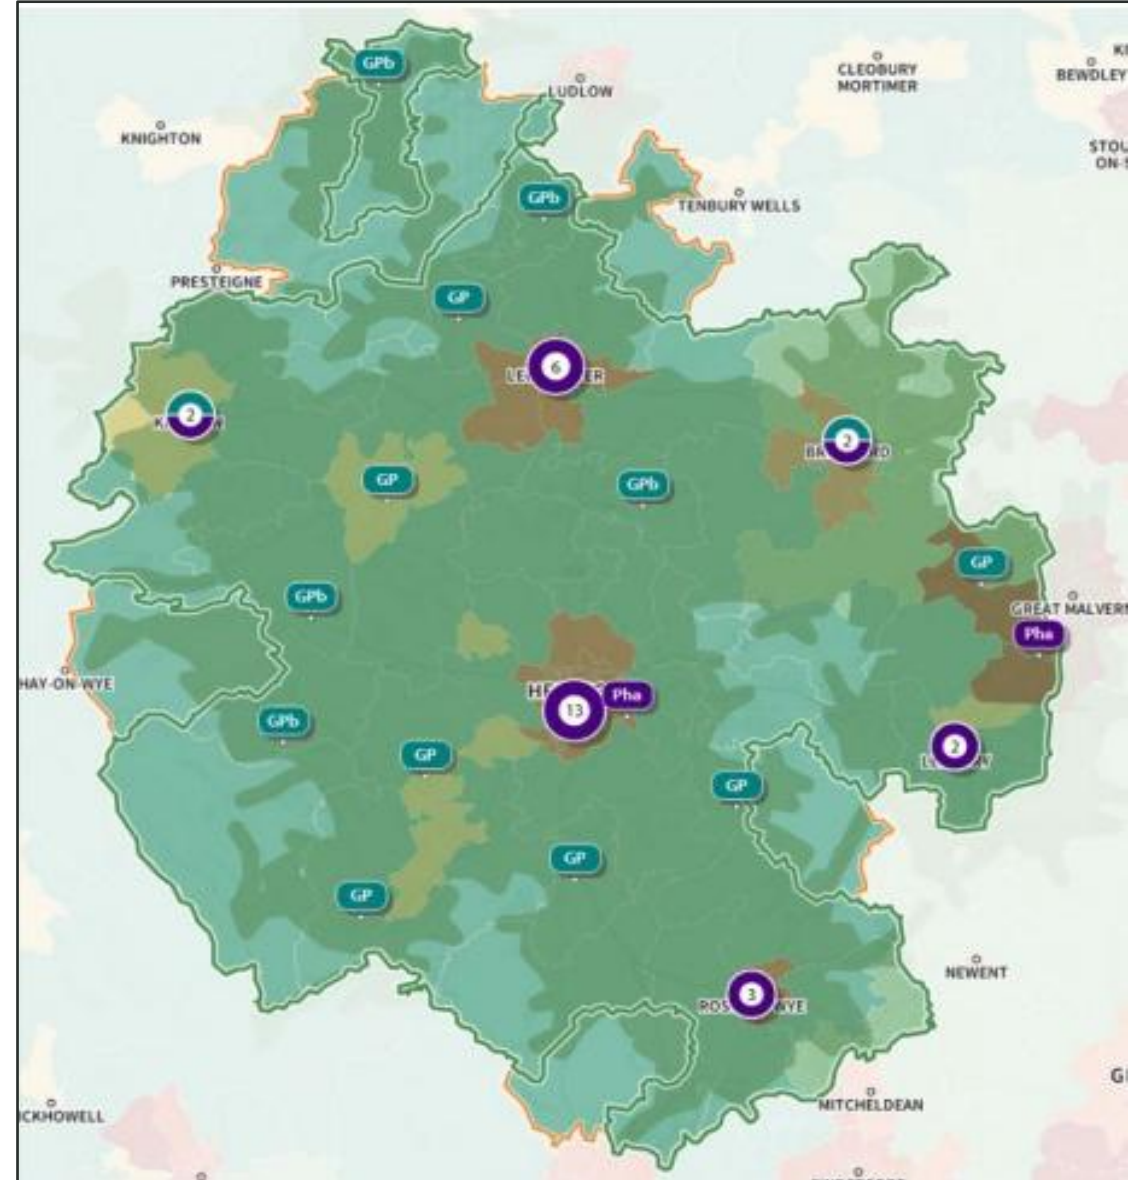 GPb
CLEOBURY
MORTIMER
BEWDLEY
LUDLOW
KNIGHTON
GPb
TENBURY WELLS
PRESTEIGNE
GP
6
2
2
GP
GPb
GP
GPb
GREAT MALVERN
Pha
HAY-ON-WYE
Pha
13
GPb
GP
2
GP
GP
GP
NEWENT
3
MITCHELDEAN
ICKHOWELL